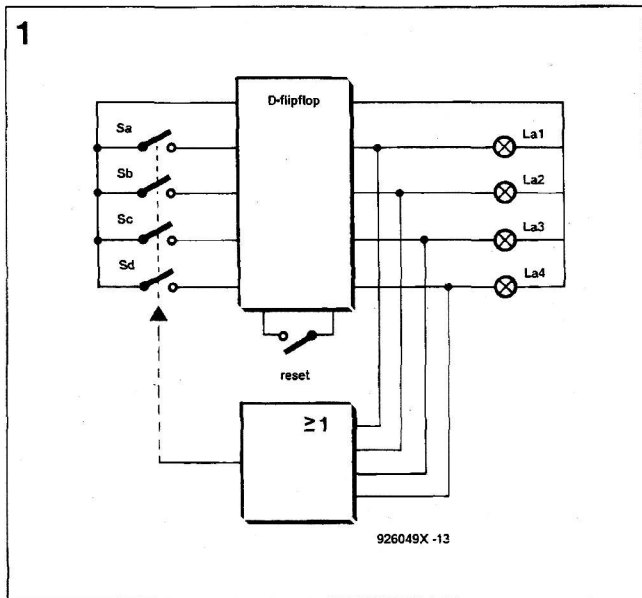 1
D-flipflop
Sa
Sb
Sc
Sd
La1
La2
La3
La4
reset
≥1
926049X -13